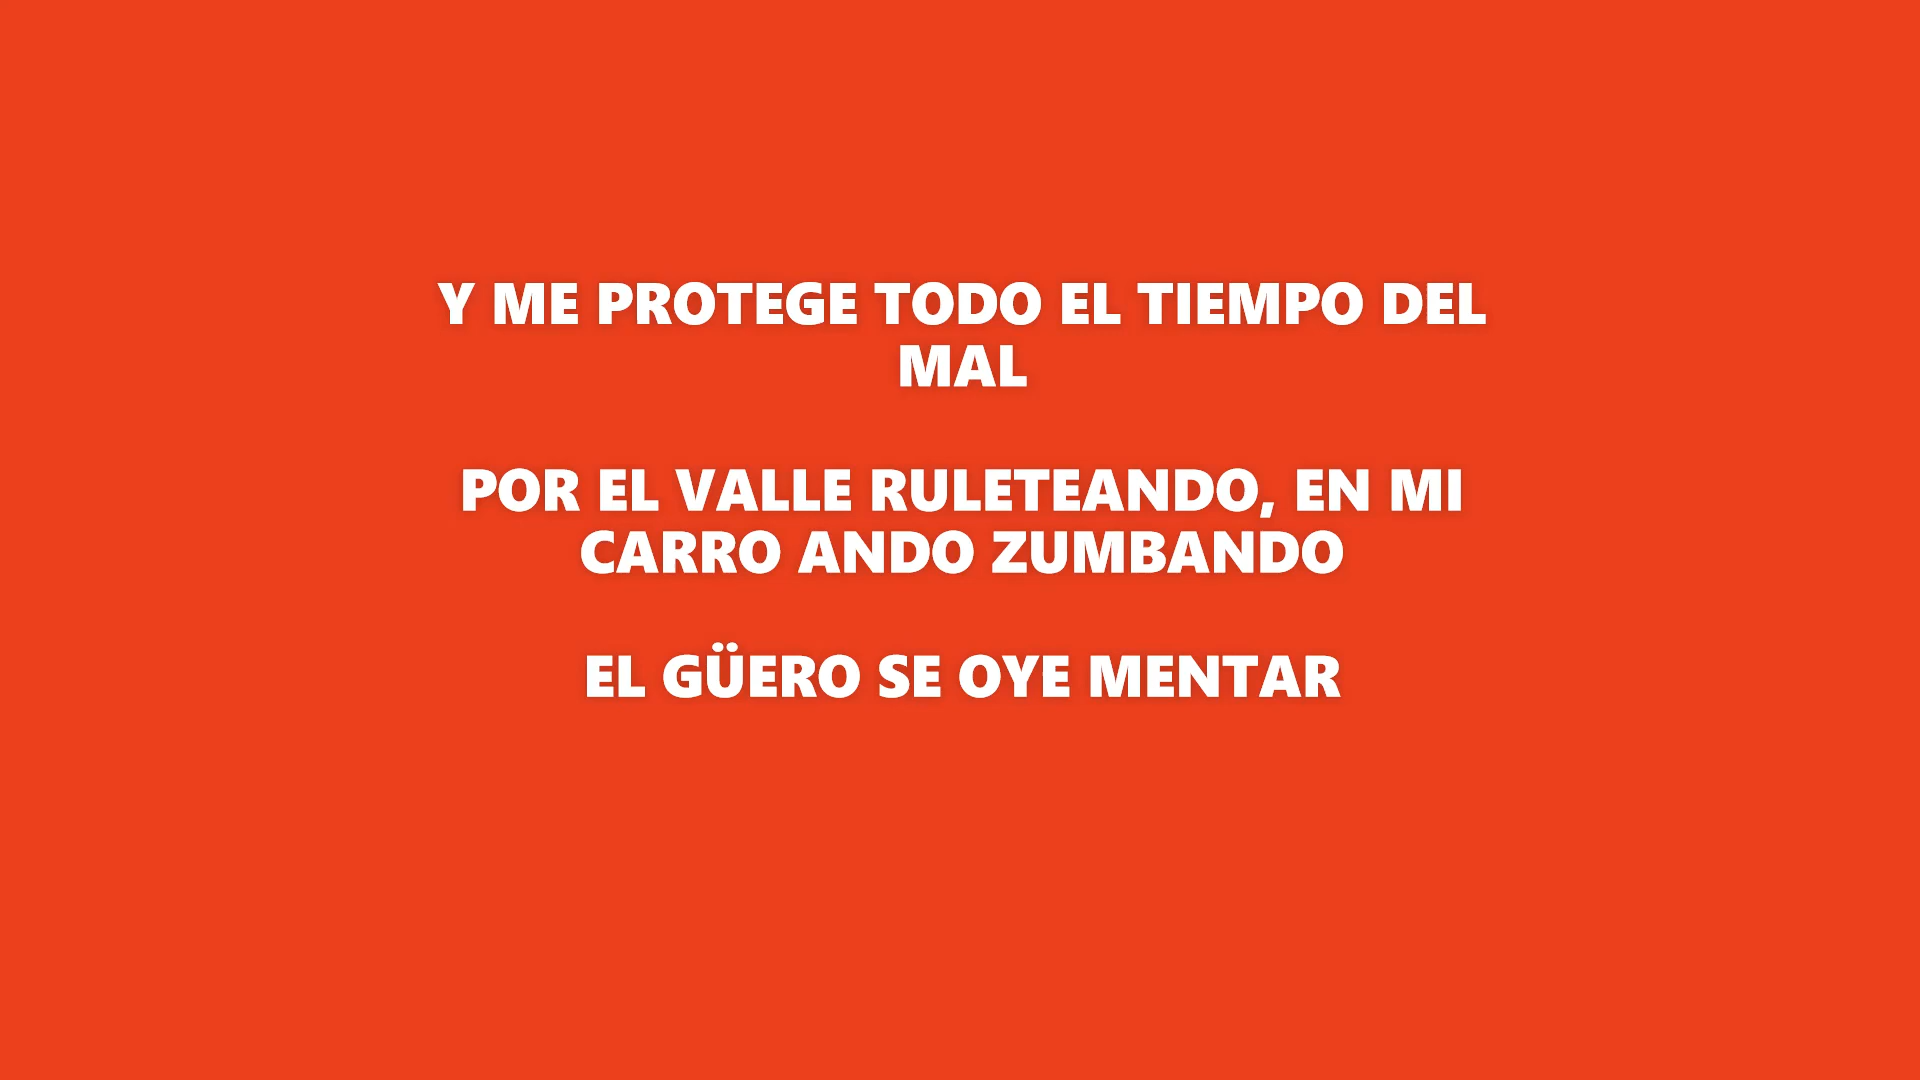 Y ME PROTEGE TODO EL TIEMPO DEL
MAL
POR EL VALLE RULETEANDO, EN MI
CARRO ANDO ZUMBANDO
EL GÜERO SE OYE MENTAR